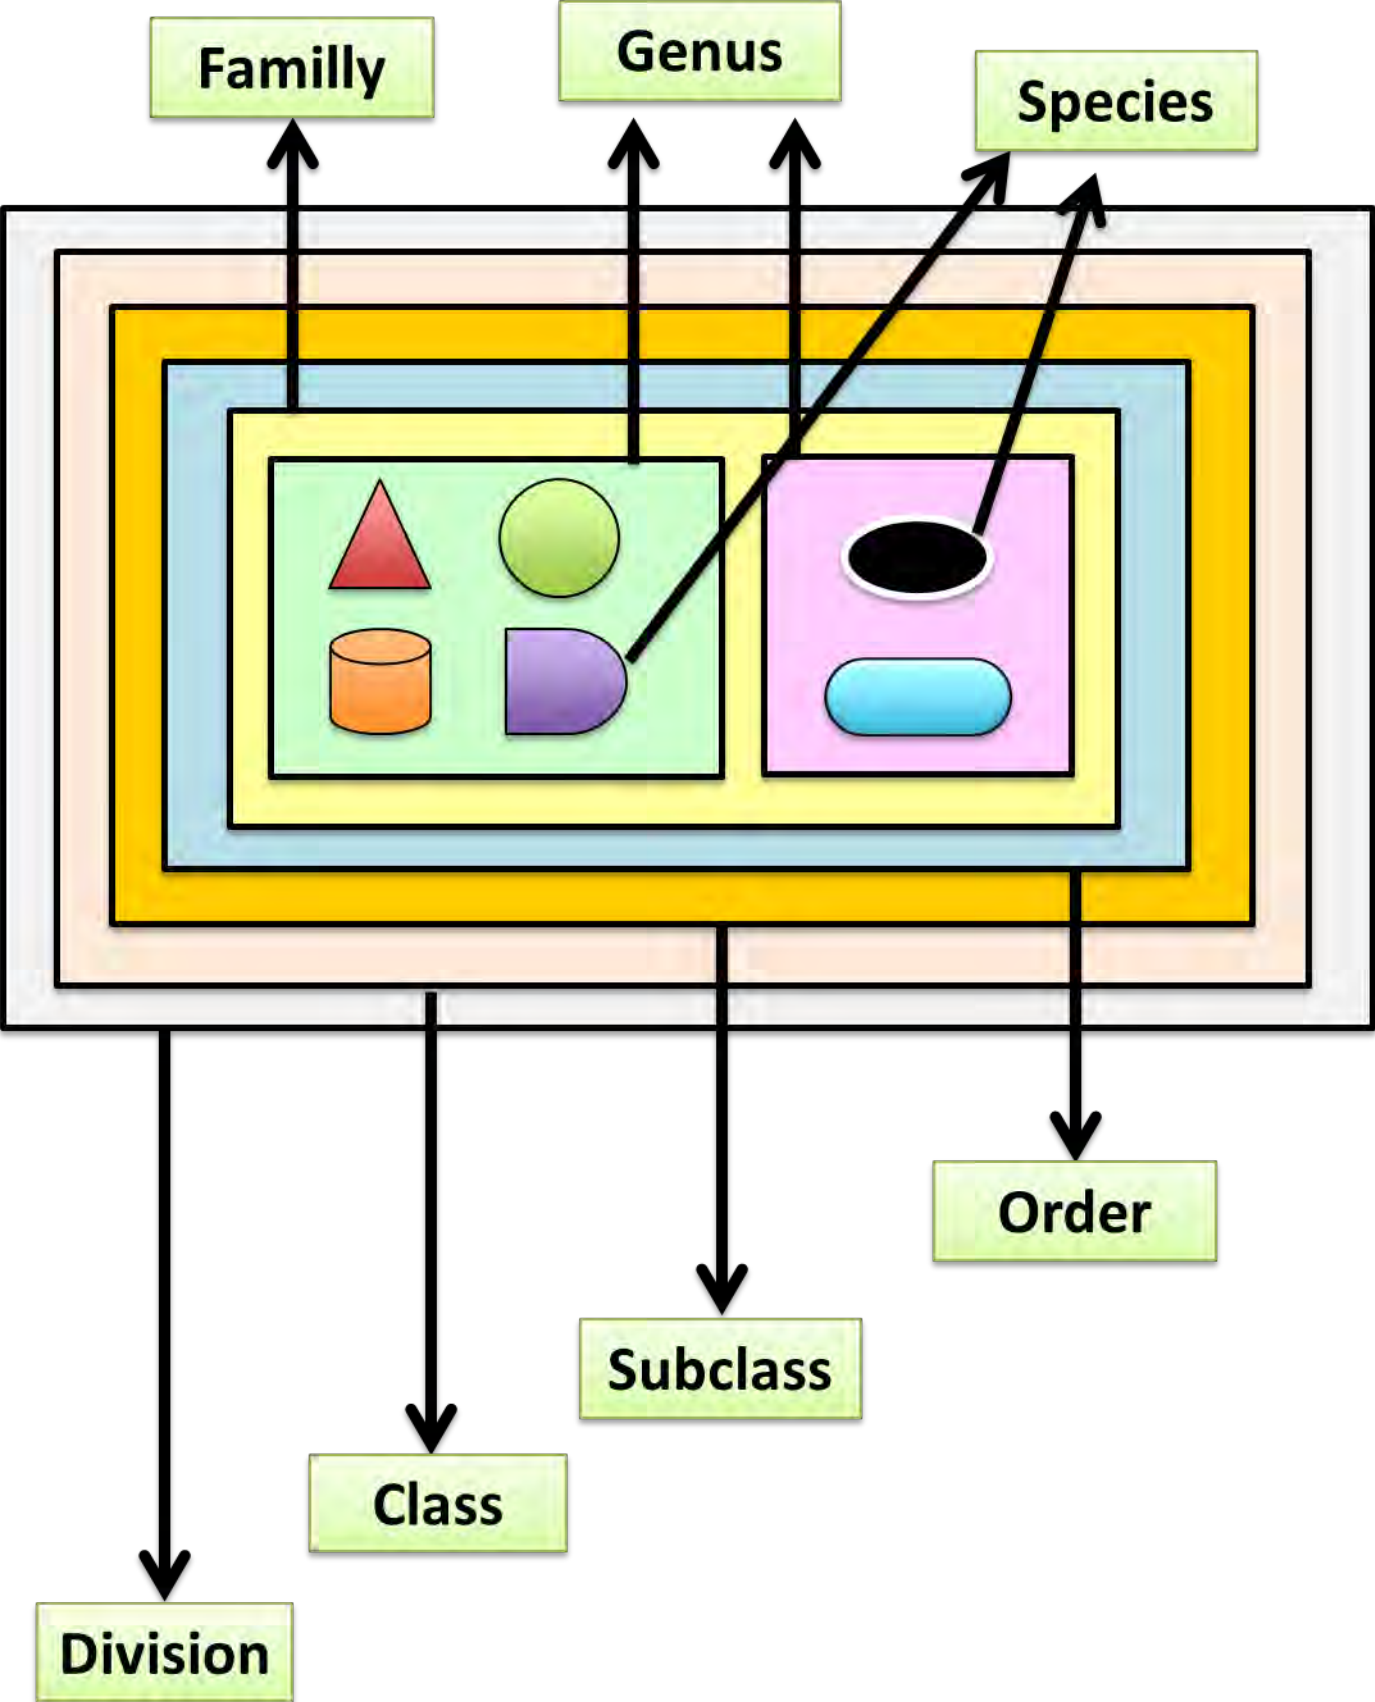 Familly
Genus
Species
Order
Subclass
Class
Division